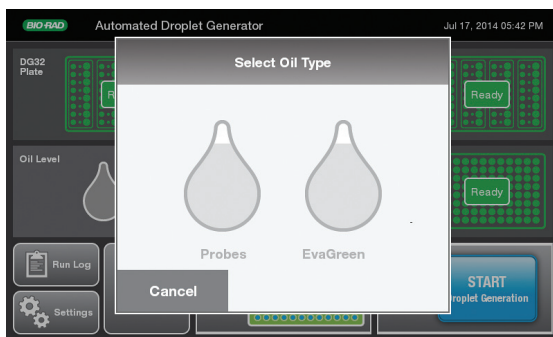 BIO-RAD Automated Droplet Generator Jul 17, 2014 05:42 PM
DG32
Plate
Select Oil Type
Ready
Oil Level
Ready
Probes EvaGreen
Run Log
Cancel
START
Droplet Generation
Settings